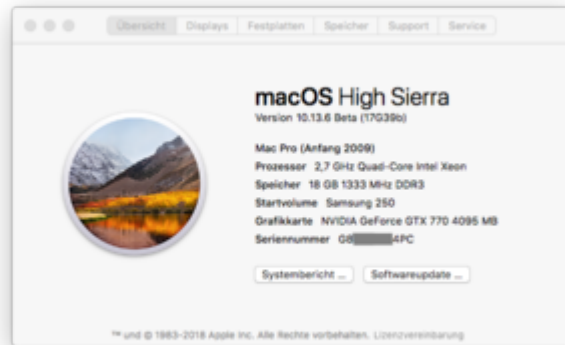 Übersicht Displays Festplatten Speicher Support Service
macOS High Sierra
Version 10.13.6 Beta (17G39b)
Mac Pro (Anfang 2009)
Prozessor 2,7 GHz Quad-Core Intel Xeon
Speicher 18 GB 1333 MHz DDR3
Startvolume Samsung 250
Grafikkarte NVIDIA GeForce GTX 770 4095 MB
Seriennummer G8 4PC
Systembericht ... Softwareupdate ...
™ und © 1983-2018 Apple Inc. Alle Rechte vorbehalten. Lizenzvereinbarung